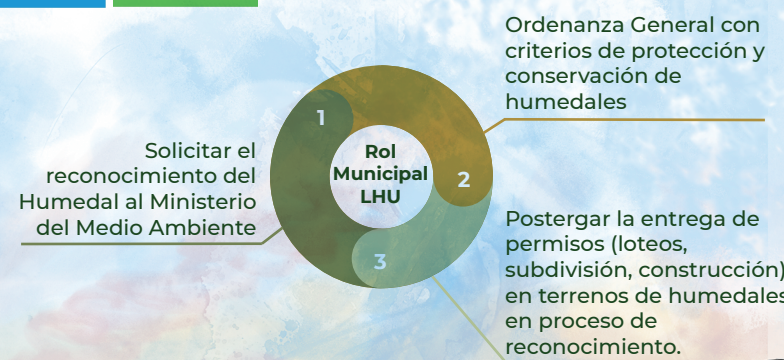 Rol
Municipal
LHU
1
Solicitar el
reconocimiento del
Humedal al Ministerio
del Medio Ambiente
2
Ordenanza General con
criterios de protección y
conservación de
humedales
3
Postergar la entrega de
permisos (loteos,
subdivisión, construcción)
en terrenos de humedales
en proceso de
reconocimiento.